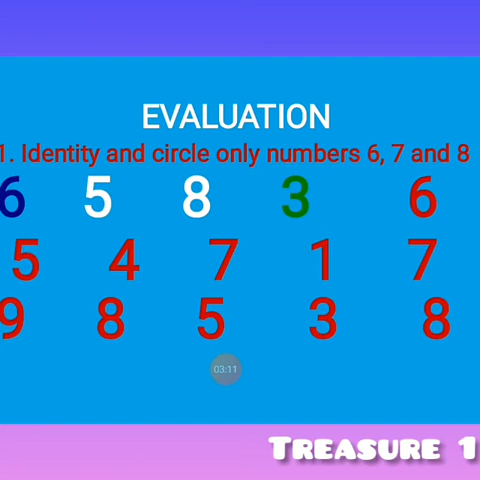 EVALUATION
1. Identity and circle only numbers 6, 7 and 8
6 5 8 3 6
5 4 7 1 7
9 8 5 3 8
03:11
TREASURE 1